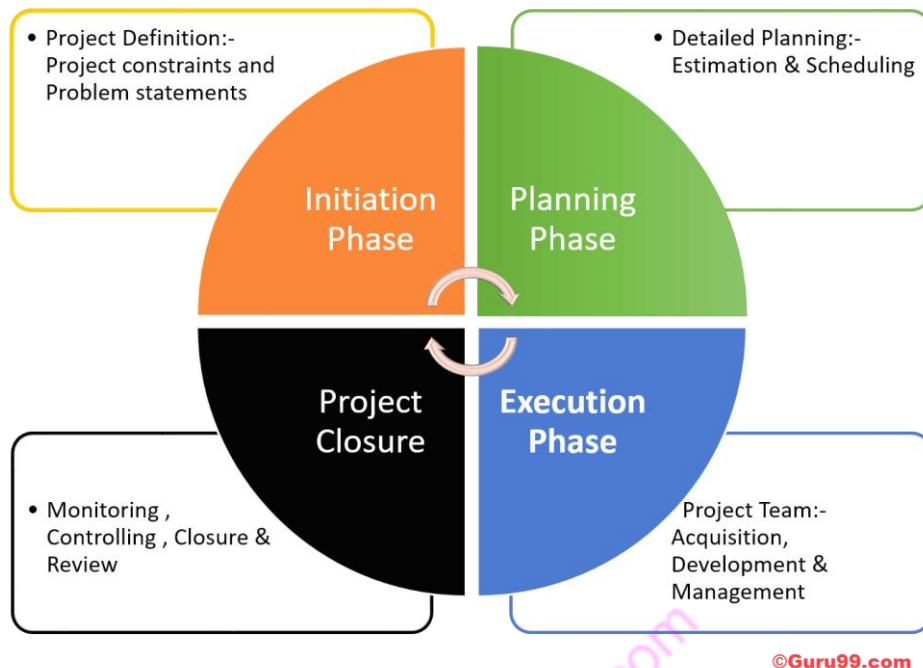 • Project Definition:-
Project constraints and
Problem statements
• Detailed Planning:-
Estimation & Scheduling
Initiation
Phase
Planning
Phase
Project
Closure
Execution
Phase
• Monitoring ,
Controlling , Closure &
Review
Project Team:-
Acquisition,
Development &
Management
com
©Guru99.com